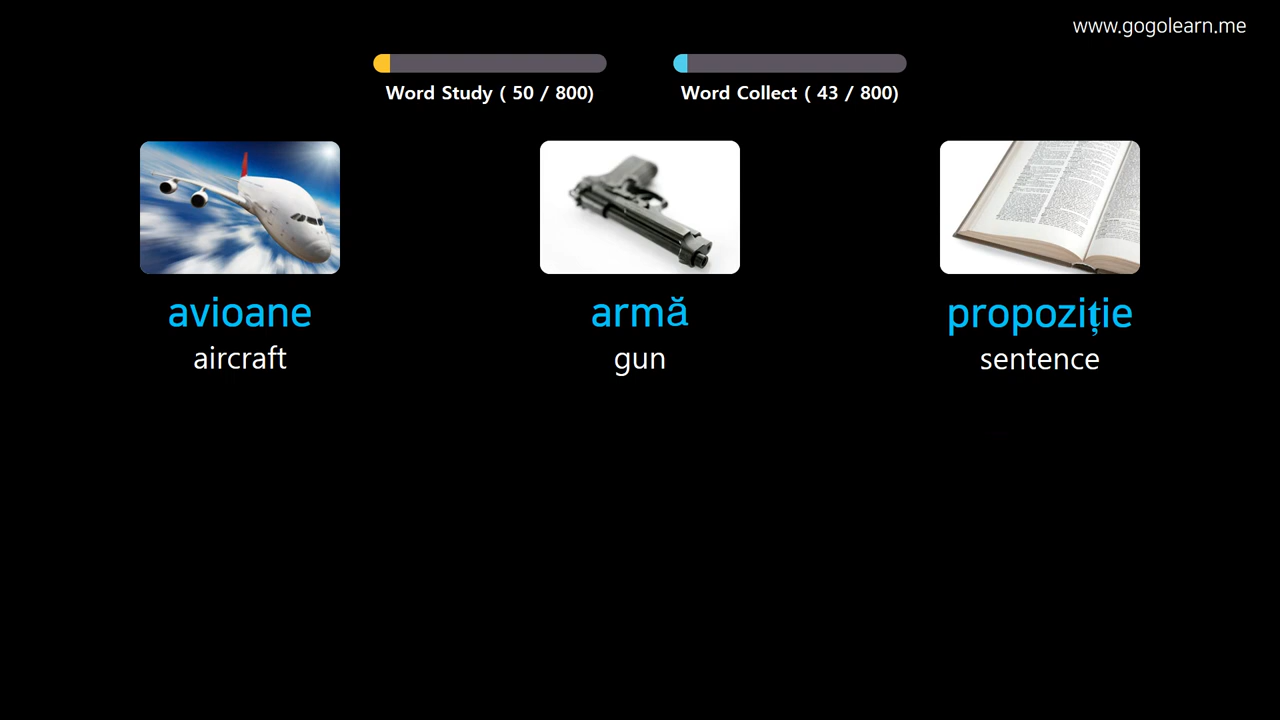 www.gogolearn.me
Word Study ( 50 / 800)
Word Collect ( 43 / 800)
avioane
armă
propoziție
aircraft
gun
sentence